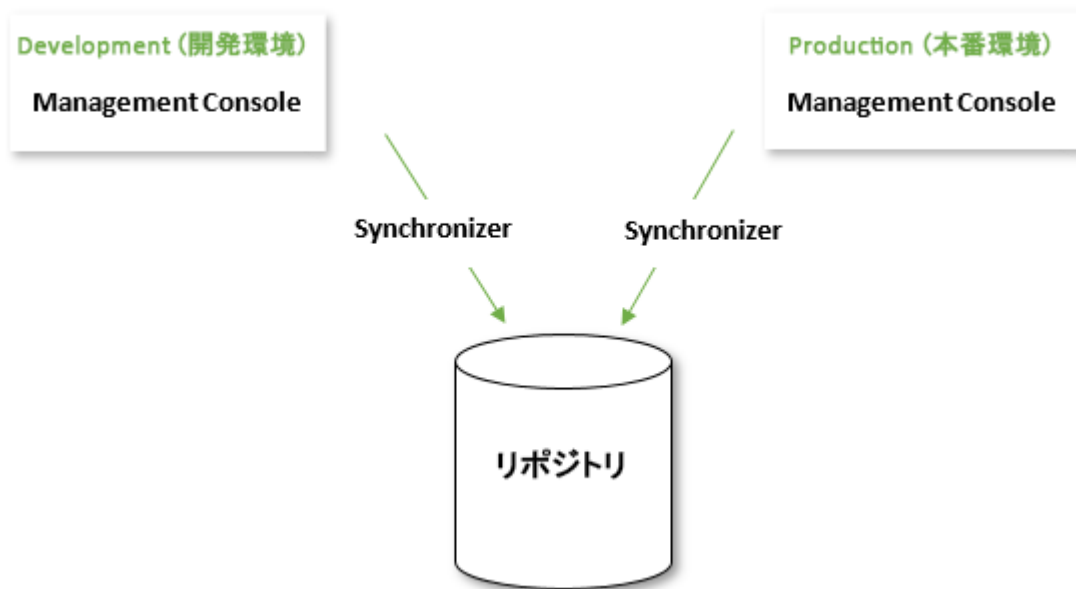 Development (開発環境)
Management Console
Production (本番環境)
Management Console
Synchronizer
Synchronizer
リポジトリ